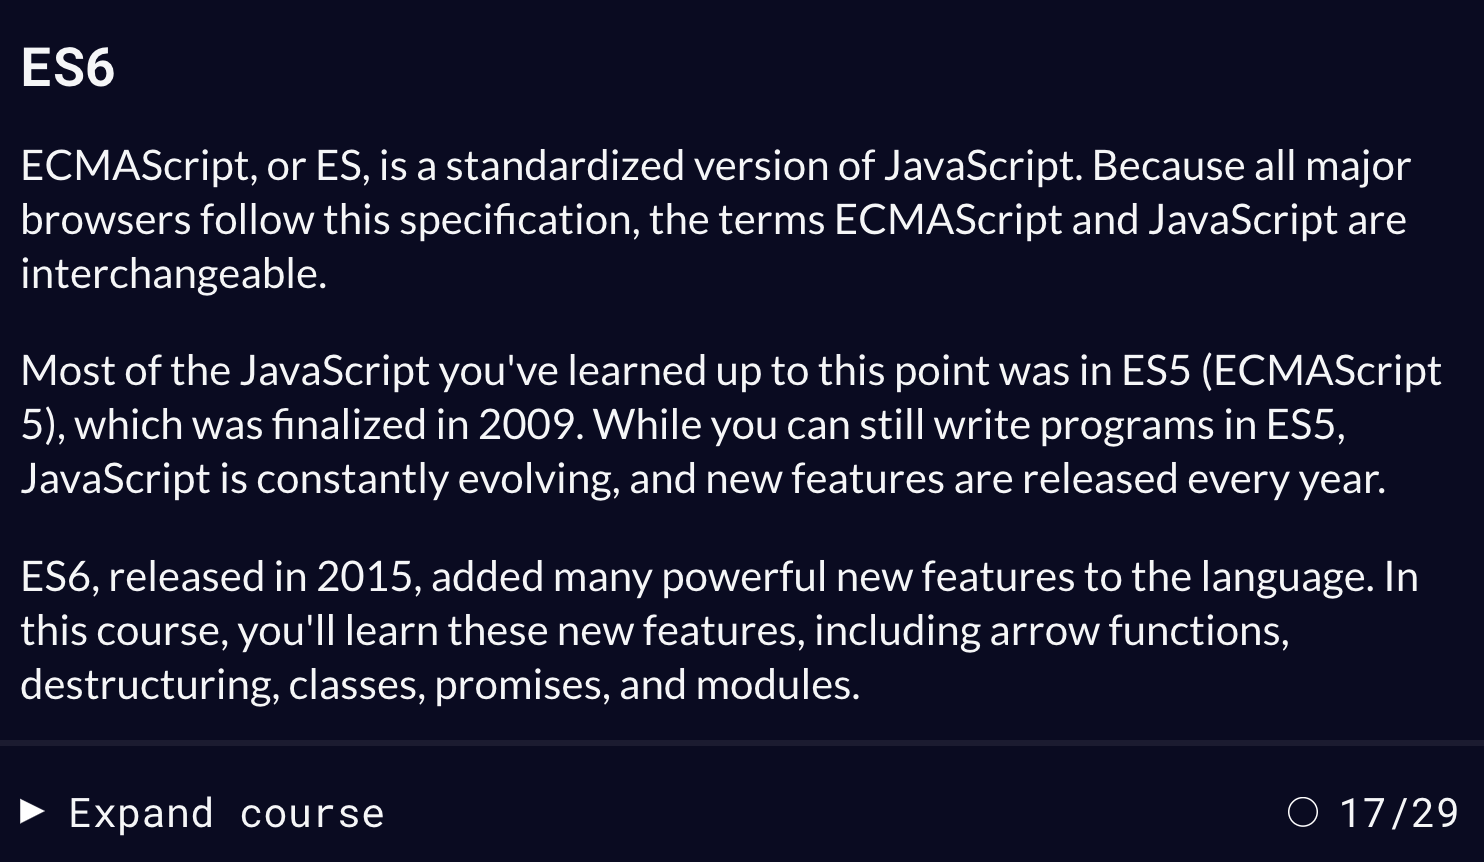 ES6
ECMAScript, or ES, is a standardized version of JavaScript. Because all major
browsers follow this specification, the terms ECMAScript and JavaScript are
interchangeable.
Most of the JavaScript you've learned up to this point was in ES5 (ECMAScript
5), which was finalized in 2009. While you can still write programs in ES5,
JavaScript is constantly evolving, and new features are released every year.
ES6, released in 2015, added many powerful new features to the language. In
this course, you'll learn these new features, including arrow functions,
destructuring, classes, promises, and modules.
Expand course 17/29